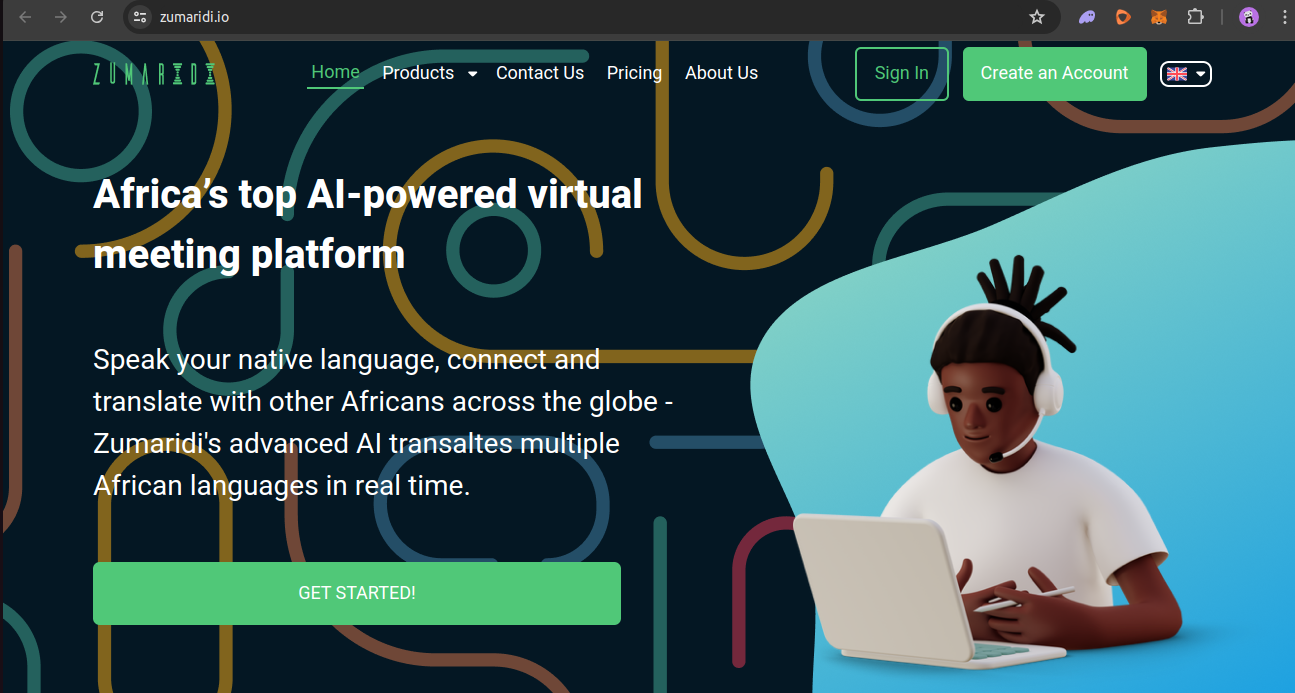 zumaridi.io
ZUMARIDI
Home
Products
Contact Us
Pricing
About Us
Sign In
Create an Account
Africa’s top AI-powered virtual
meeting platform
Speak your native language, connect and
translate with other Africans across the globe -
Zumaridi's advanced AI transaltes multiple
African languages in real time.
GET STARTED!